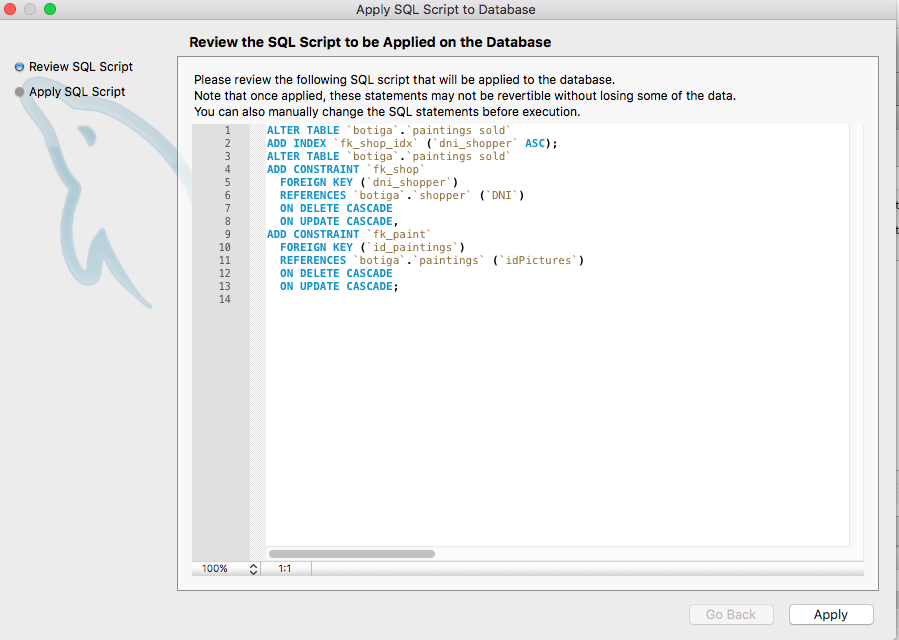 Apply SQL Script to Database
Review SQL Script
Apply SQL Script
Review the SQL Script to be Applied on the Database
Please review the following SQL script that will be applied to the database.
Note that once applied, these statements may not be revertible without losing some of the data.
You can also manually change the SQL statements before execution.
1 ALTER TABLE `botiga`.`paintings sold`
2 ADD INDEX `fk_shop_idx` (`dni_shopper` ASC);
3 ALTER TABLE `botiga`.`paintings sold`
4 ADD CONSTRAINT `fk_shop`
5   FOREIGN KEY (`dni_shopper`)
6   REFERENCES `botiga`.`shopper` (`DNI`)
7   ON DELETE CASCADE
8   ON UPDATE CASCADE,
9 ADD CONSTRAINT `fk_paint`
10   FOREIGN KEY (`id_paintings`)
11   REFERENCES `botiga`.`paintings` (`idPictures`)
12   ON DELETE CASCADE
13   ON UPDATE CASCADE;
14
100% 1:1
Go Back Apply